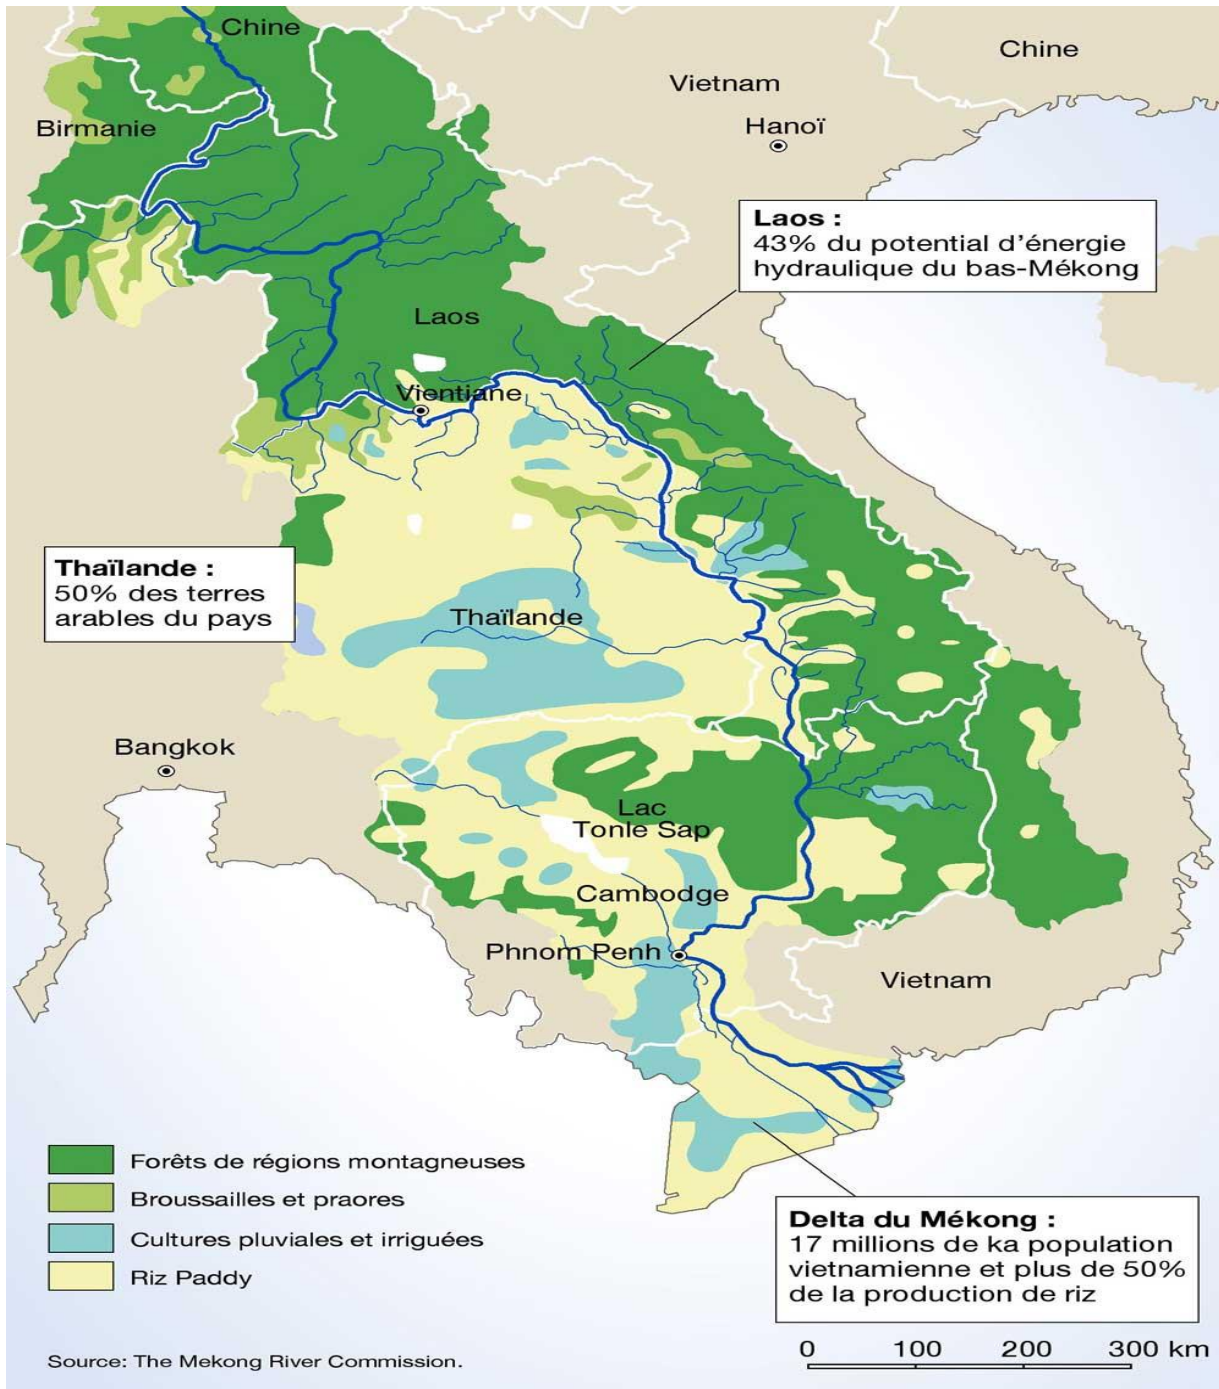 Chine
Chine
Vietnam
Birmanie
Hanoï
Laos :
43% du potential d'énergie
hydraulique du bas-Mékong
Laos
Vientiane
Thaïlande :
50% des terres
arables du pays
Thaïlande
Bangkok
Lac
Tonle Sap
Cambodge
Phnom Penh
Vietnam
Forêts de régions montagneuses
Broussailles et praores
Cultures pluviales et irriguées
Riz Paddy
Delta du Mékong :
17 millions de ka population
vietnamienne et plus de 50%
de la production de riz
Source: The Mekong River Commission.
0 100 200 300 km